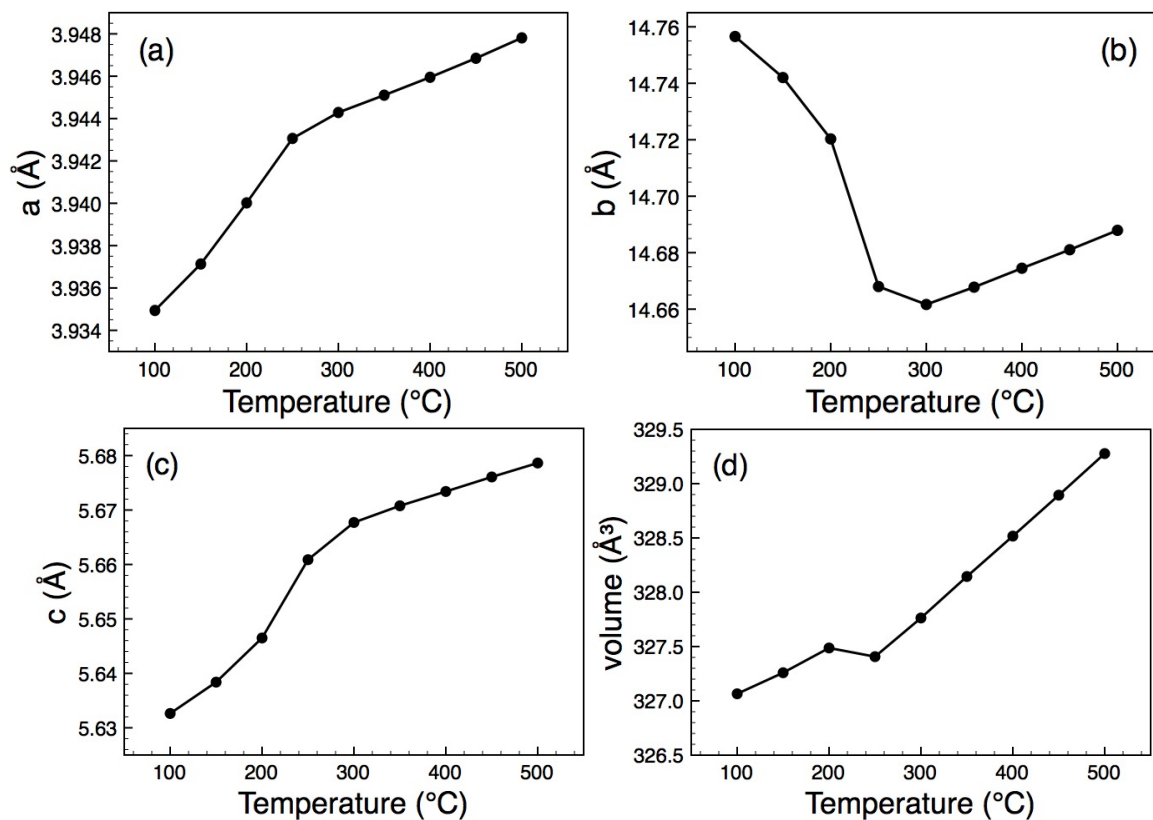 (a)
a (Å)
3.948
3.946
3.944
3.942
3.940
3.938
3.936
3.934
100 200 300 400 500
Temperature (°C)
(b)
b (Å)
14.76
14.74
14.72
14.70
14.68
14.66
100 200 300 400 500
Temperature (°C)
(c)
c (Å)
5.68
5.67
5.66
5.65
5.64
5.63
100 200 300 400 500
Temperature (°C)
(d)
volume (Å³)
329.5
329.0
328.5
328.0
327.5
327.0
326.5
100 200 300 400 500
Temperature (°C)